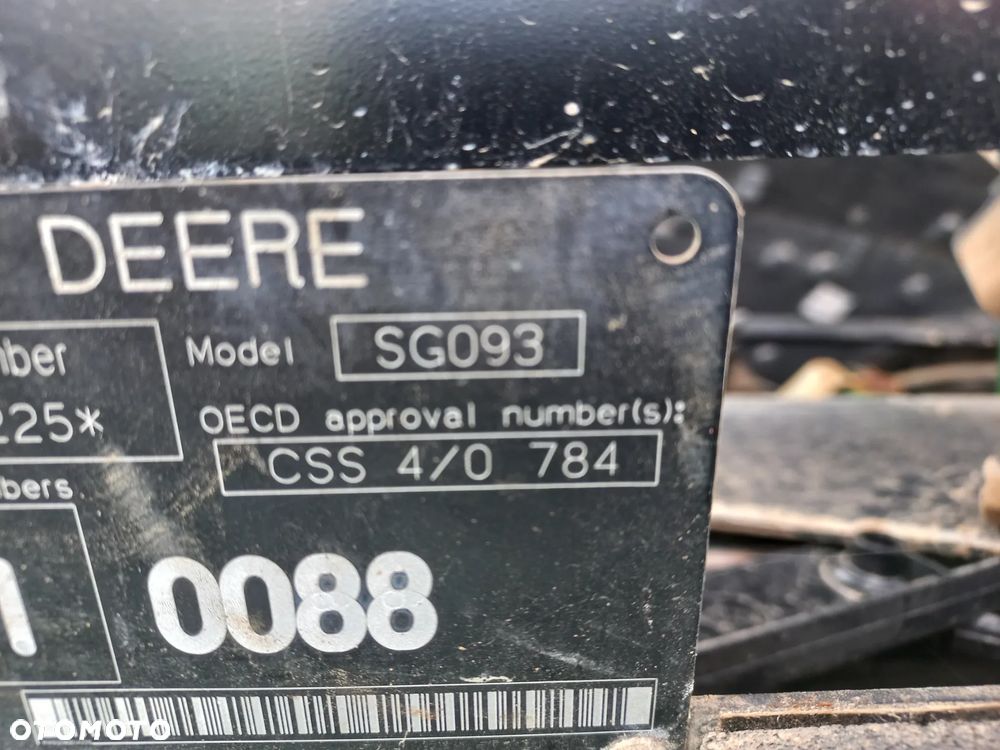 DEERE
nber
Model SG093
225*
OECD approval number(s):
CSS 4/0 784
bers
0088
OTOMOTO